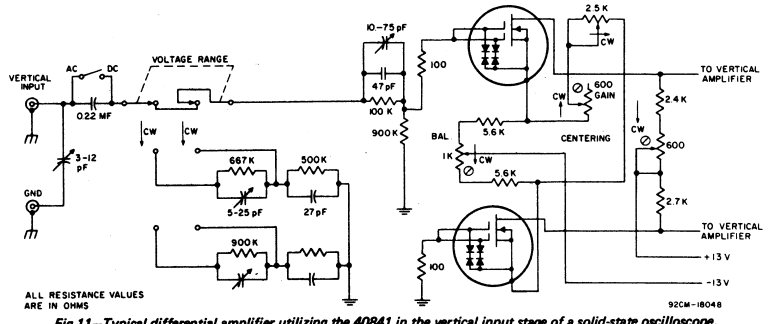 10.-75 pF
2.5 K
CW
AC
DC
VOLTAGE RANGE
VERTICAL
INPUT
0.22 MF
47 pF
100 K
100
600
GAIN
TO VERTICAL
AMPLIFIER
2.4 K
900 K
CW
CW
CW
3-12
pF
5.6 K
BAL.
1K
CW
CENTERING
CW
600
667 K
500 K
5.6 K
GND
5-25 pF
27 pF
2.7 K
TO VERTICAL
AMPLIFIER
900 K
100
+13 V
-13 V
ALL RESISTANCE VALUES
ARE IN OHMS
92CM-18048
Fig.11—Typical differential amplifier utilizing the 40841 in the vertical input stage of a solid-state oscilloscope